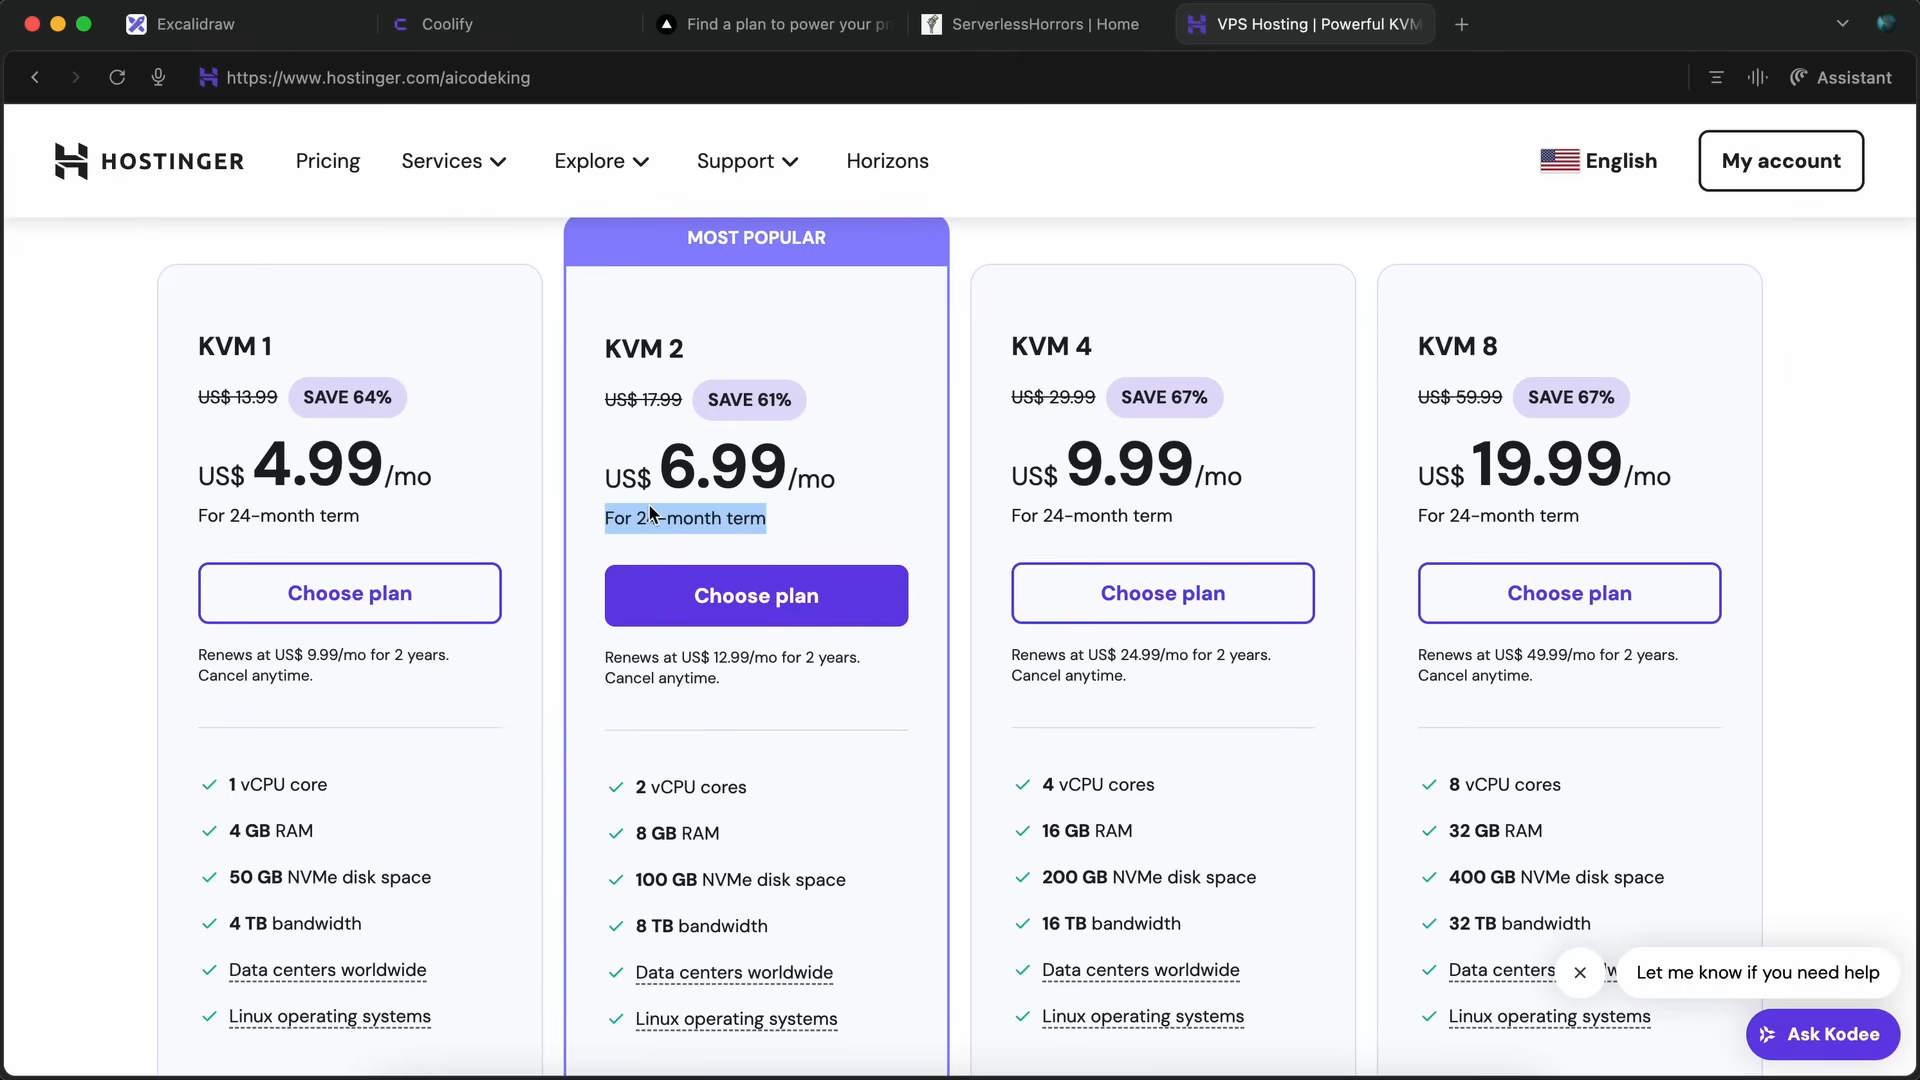 Excalidraw
Coolify
Find a plan to power your pr
ServerlessHorrors | Home
VPS Hosting | Powerful KVM
https://www.hostinger.com/aicodeking
Assistant
HOSTINGER
Pricing
Services
Explore
Support
Horizons
English
My account
MOST POPULAR
KVM 1
US$ 13.99 SAVE 64%
US$ 4.99/mo
For 24-month term
Choose plan
Renews at US$ 9.99/mo for 2 years.
Cancel anytime.
1 vCPU core
4 GB RAM
50 GB NVMe disk space
4 TB bandwidth
Data centers worldwide
Linux operating systems
KVM 2
US$ 17.99 SAVE 61%
US$ 6.99/mo
For 24-month term
Choose plan
Renews at US$ 12.99/mo for 2 years.
Cancel anytime.
2 vCPU cores
8 GB RAM
100 GB NVMe disk space
8 TB bandwidth
Data centers worldwide
Linux operating systems
KVM 4
US$ 29.99 SAVE 67%
US$ 9.99/mo
For 24-month term
Choose plan
Renews at US$ 24.99/mo for 2 years.
Cancel anytime.
4 vCPU cores
16 GB RAM
200 GB NVMe disk space
16 TB bandwidth
Data centers worldwide
Linux operating systems
KVM 8
US$ 59.99 SAVE 67%
US$ 19.99/mo
For 24-month term
Choose plan
Renews at US$ 49.99/mo for 2 years.
Cancel anytime.
8 vCPU cores
32 GB RAM
400 GB NVMe disk space
32 TB bandwidth
Data centers
Linux operating systems
Let me know if you need help
Ask Kodee